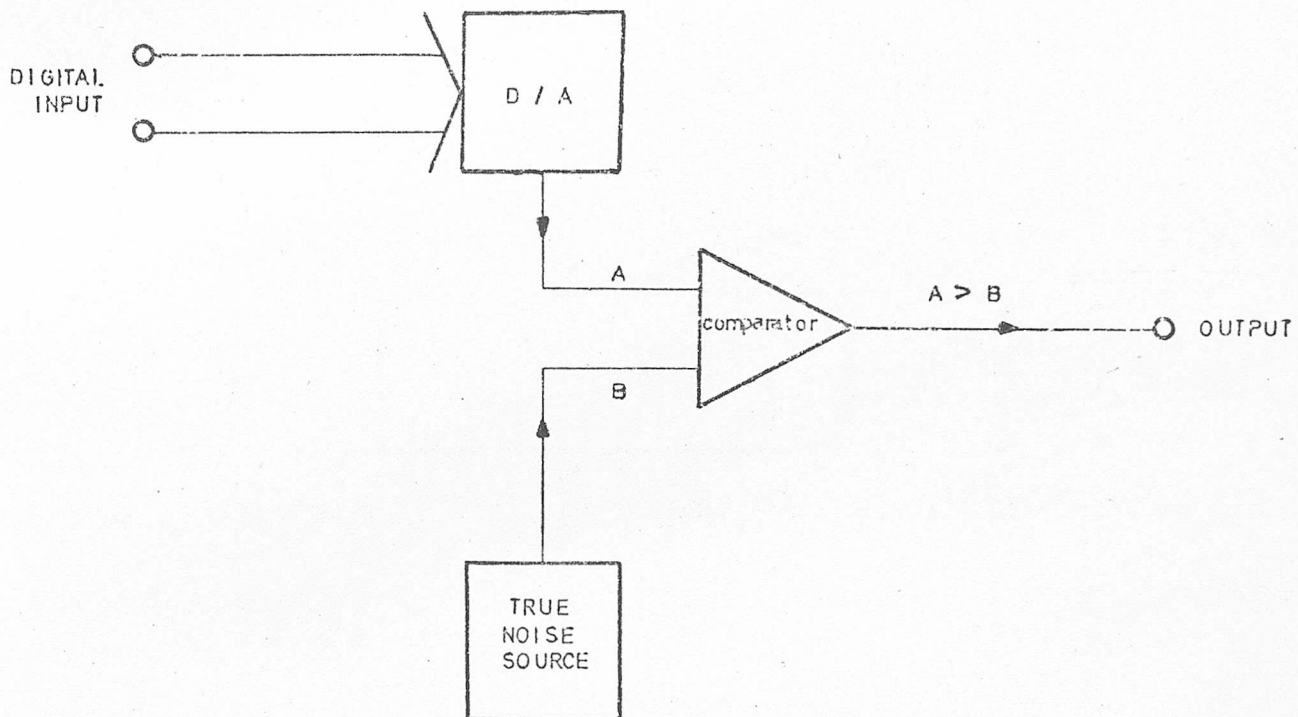 DIGITAL
INPUT
D / A
A
comparator
A > B
OUTPUT
B
TRUE
NOISE
SOURCE